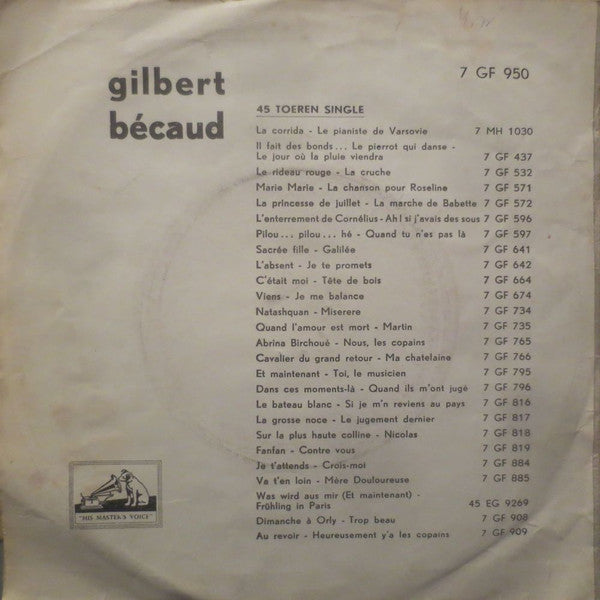 7 GF 950
gilbert
bécaud
45 TOEREN SINGLE
La corrida - Le pianiste de Varsovie 7 MH 1030
Il fait des bonds... Le pierrot qui danse -
Le jour où la pluie viendra 7 GF 437
Le rideau rouge - La cruche 7 GF 532
Marie Marie - La chanson pour Roseline 7 GF 571
La princesse de juillet - La marche de Babette 7 GF 572
L'enterrement de Cornélius - Ah! si j'avais des sous 7 GF 596
Pilou... pilou... hé - Quand tu n'es pas là 7 GF 597
Sacrée fille - Galilée 7 GF 641
L'absent - Je te promets 7 GF 642
C'était moi - Tête de bois 7 GF 664
Viens - Je me balance 7 GF 674
Natashquan - Miserere 7 GF 734
Quand l'amour est mort - Martin 7 GF 735
Abrina Birchoué - Nous, les copains 7 GF 765
Cavalier du grand retour - Ma chatelaine 7 GF 766
Et maintenant - Toi, le musicien 7 GF 795
Dans ces moments-là - Quand ils m'ont jugé 7 GF 796
Le bateau blanc - Si je m'n reviens au pays 7 GF 816
La grosse noce - Le jugement dernier 7 GF 817
Sur la plus haute colline - Nicolas 7 GF 818
Fanfan - Contre vous 7 GF 819
Je t'attends - Crois-moi 7 GF 884
Va t'en loin - Mère Douloureuse 7 GF 885
Was wird aus mir (Et maintenant) -
Frühling in Paris 45 EG 9269
Dimanche à Orly - Trop beau 7 GF 908
Au revoir - Heureusement y'a les copains 7 GF 909
"HIS MASTER'S VOICE"